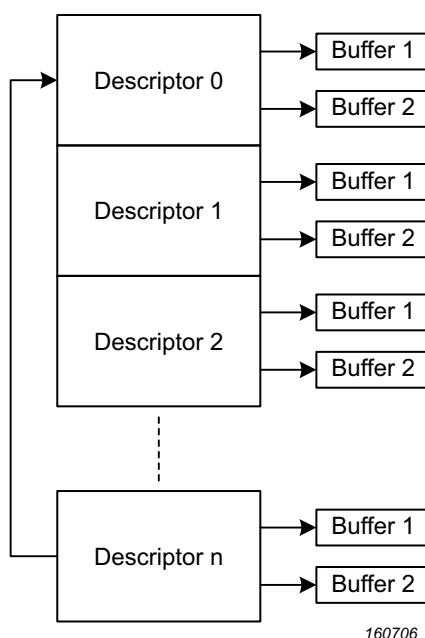 Descriptor 0
Buffer 1
Buffer 2
Descriptor 1
Buffer 1
Buffer 2
Descriptor 2
Buffer 1
Buffer 2
Descriptor n
Buffer 1
Buffer 2
160706